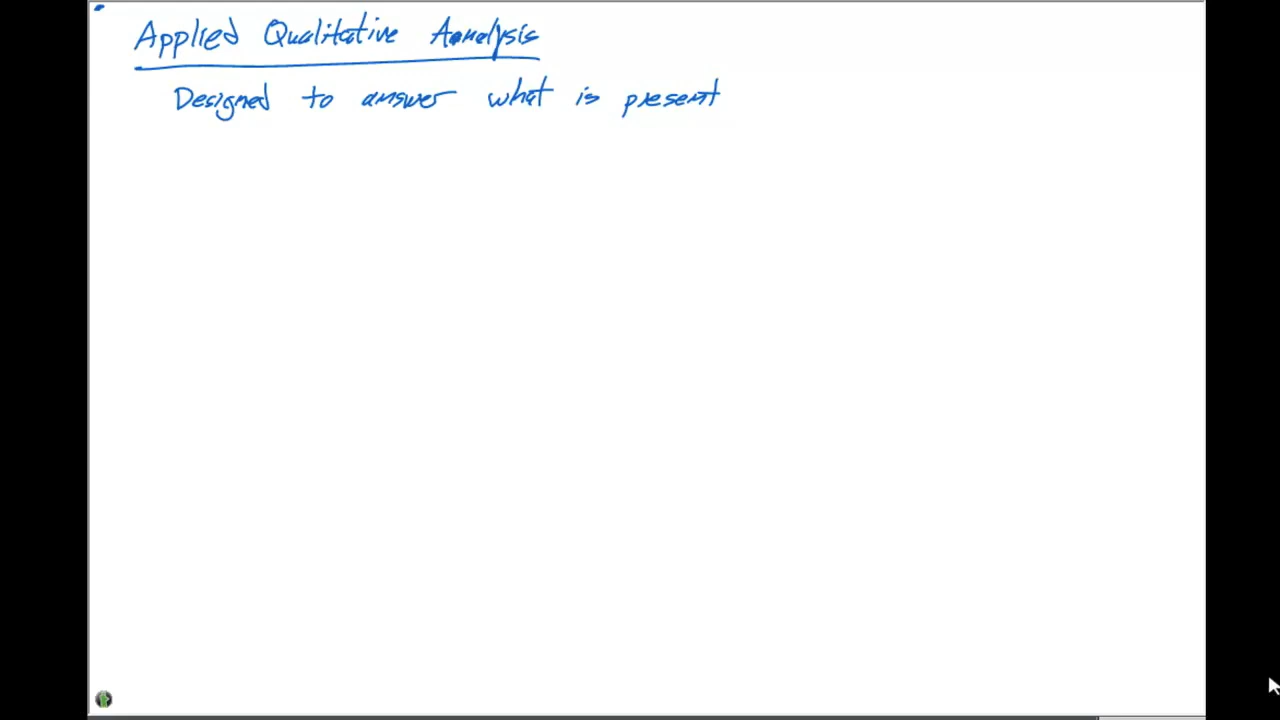 Applied Qualitative Analysis
Designed to answer what is present